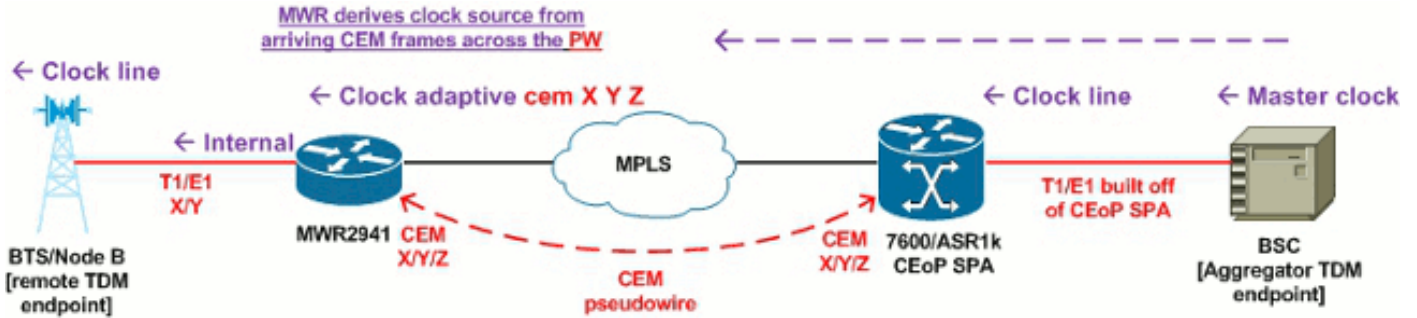 MWR derives clock source from
arriving CEM frames across the PW
← Clock line
← Clock adaptive cem X Y Z
← Clock line
← Master clock
← Internal
MPLS
T1/E1
X/Y
T1/E1 built off
of CEoP SPA
MWR2941
CEM
X/Y/Z
CEM
X/Y/Z
7600/ASR1k
CEoP SPA
BTS/Node B
[remote TDM
endpoint]
BSC
[Aggregator TDM
endpoint]
CEM
pseudowire